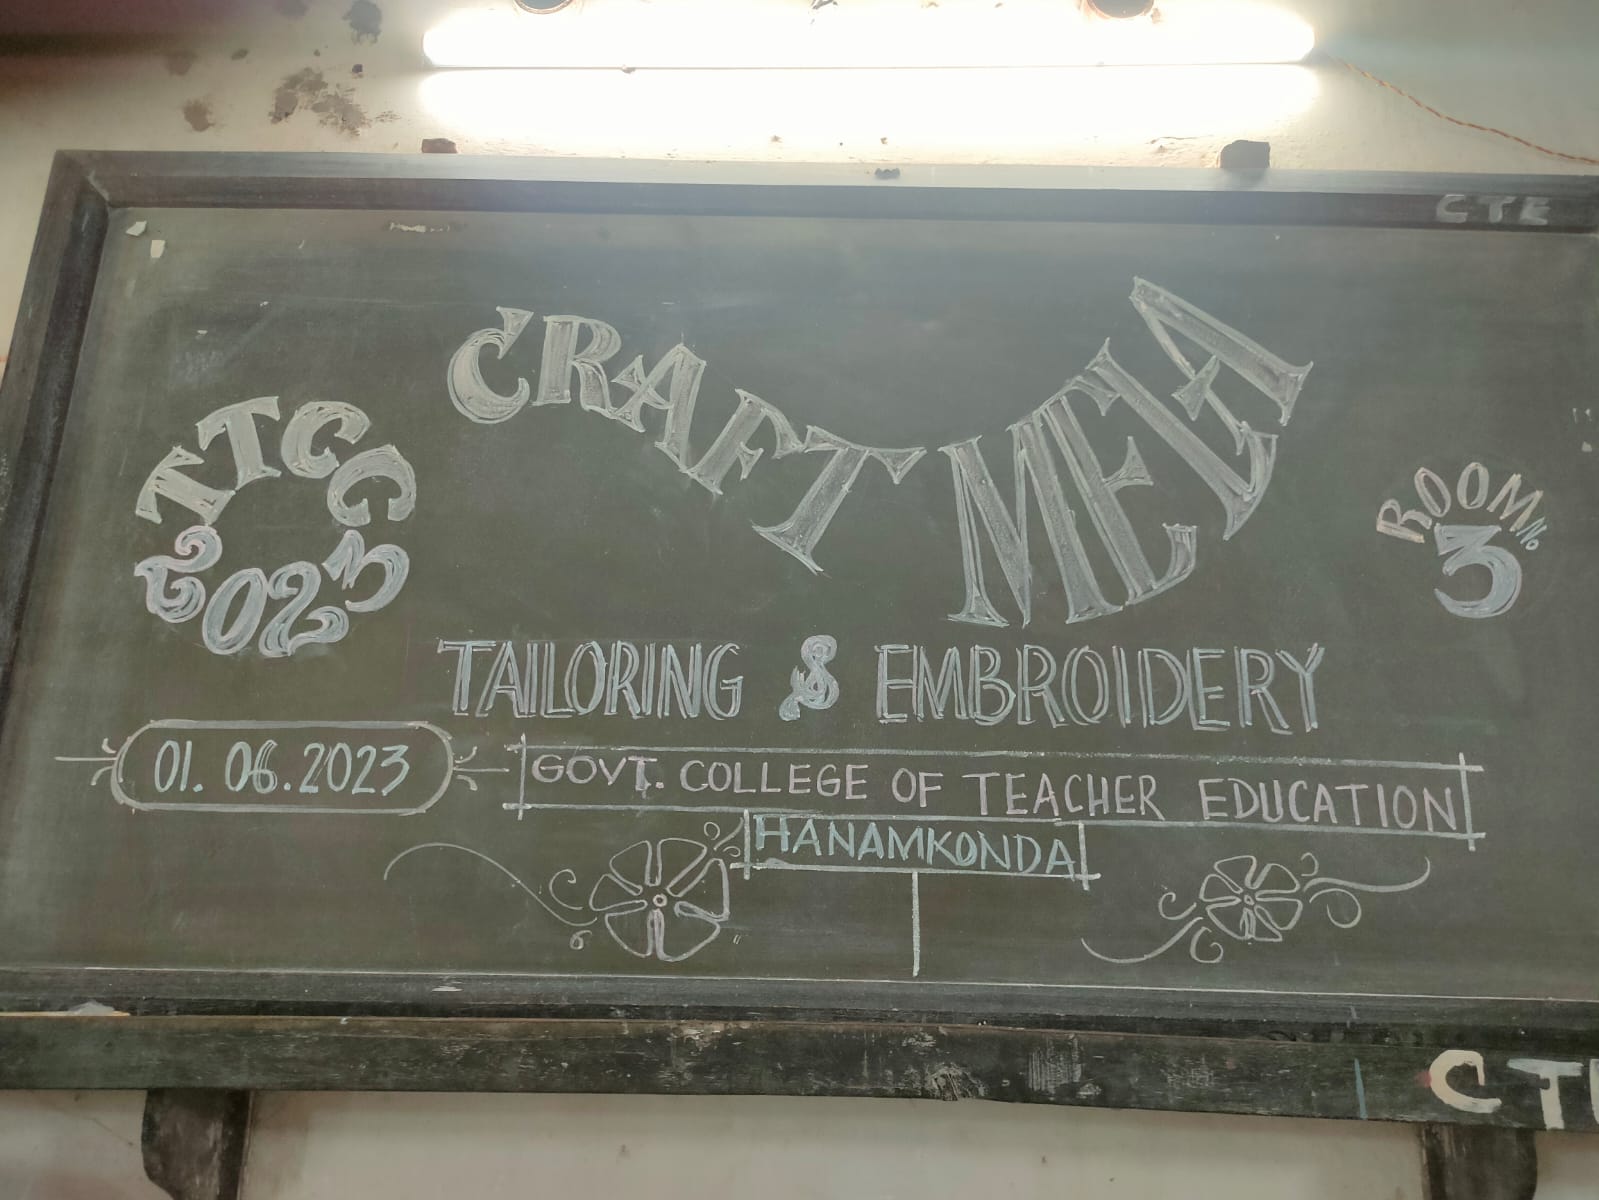 CTE
CRAFT MELA
TTCC
2023
ROOM No
3
TAILORING & EMBROIDERY
01.06.2023
GOVT. COLLEGE OF TEACHER EDUCATION
HANAMKONDA
CTE